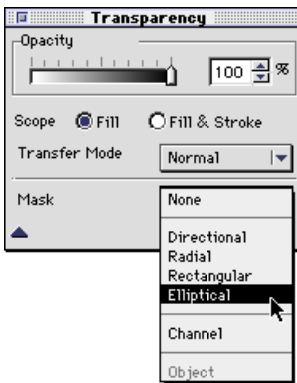 Transparency
Opacity
100 %
Scope Fill Fill & Stroke
Transfer Mode Normal
Mask None
Directional
Radial
Rectangular
Elliptical
Channel
Object